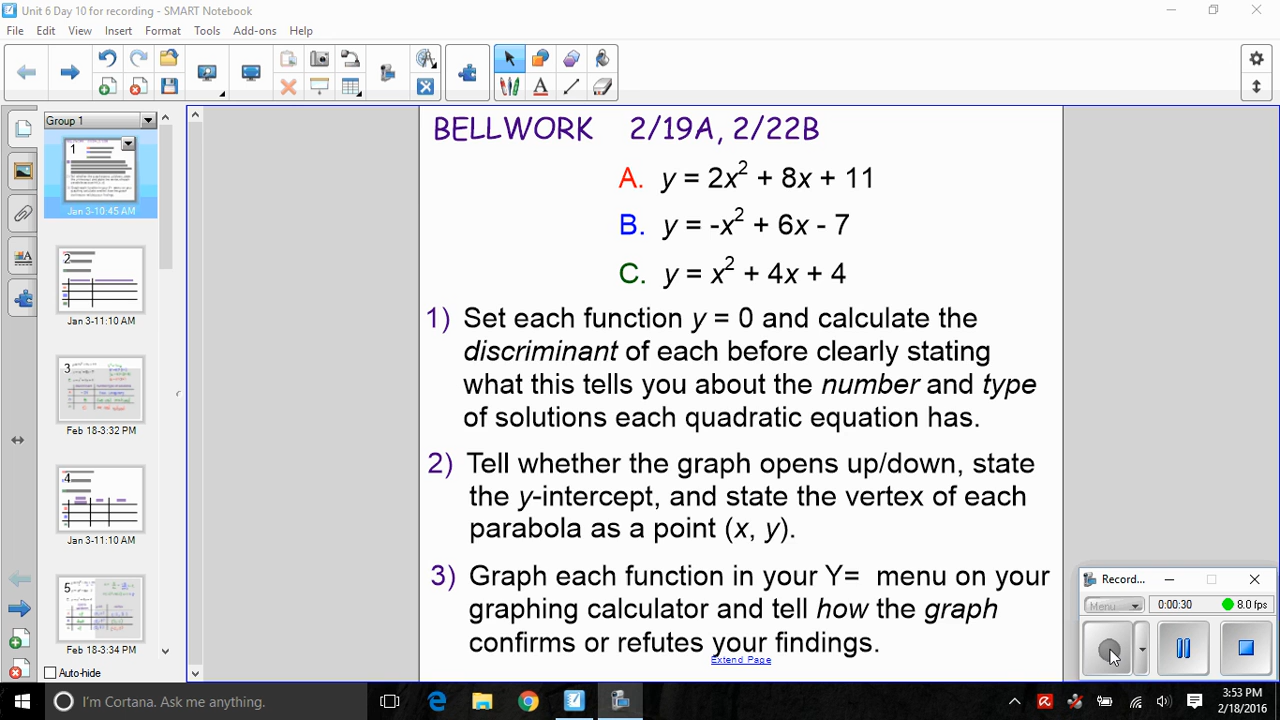 Unit 6 Day 10 for recording - SMART Notebook
File Edit View Insert Format Tools Add-ons Help
Group 1
1
Jan 3-10:45 AM
2
Jan 3-11:10 AM
3
Feb 18-3:32 PM
4
Jan 3-11:10 AM
5
Feb 18-3:34 PM
Auto-hide
BELLWORK 2/19A, 2/22B
A. y = 2x² + 8x + 11
B. y = -x² + 6x - 7
C. y = x² + 4x + 4
1) Set each function y = 0 and calculate the
discriminant of each before clearly stating
what this tells you about the number and type
of solutions each quadratic equation has.
2) Tell whether the graph opens up/down, state
the y-intercept, and state the vertex of each
parabola as a point (x, y).
3) Graph each function in your Y= menu on your
graphing calculator and tell how the graph
confirms or refutes your findings.
Extend Page
Record...
Menu 0:00:30 8.0 fps
I'm Cortana. Ask me anything.
3:53 PM
2/18/2016